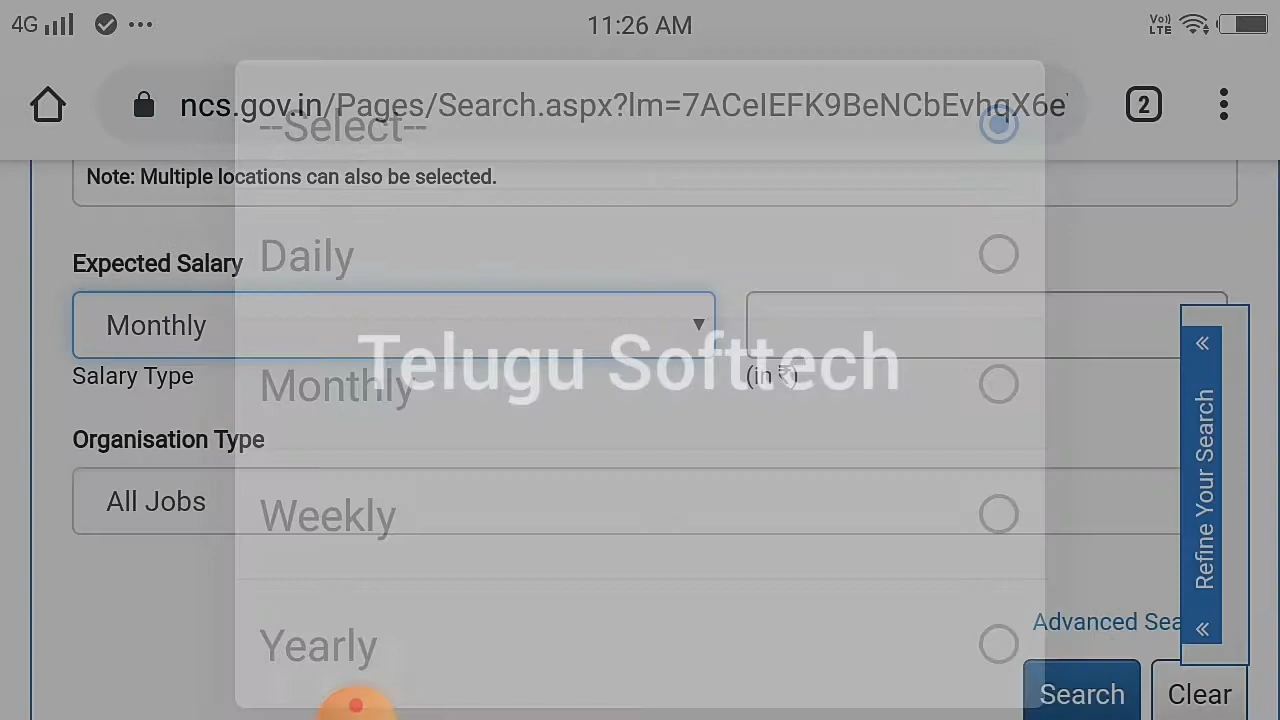 4G
11:26 AM
Vo)) LTE
ncs.gov.in/Pages/Search.aspx?lm=7ACeIEFK9BeNCbEvhqX6e
2
--Select--
Note: Multiple locations can also be selected.
Daily
Expected Salary
Monthly
Telugu Softtech
Salary Type
(in ₹)
Monthly
Organisation Type
All Jobs
Weekly
Refine Your Search
Advanced Sea
Yearly
Search
Clear